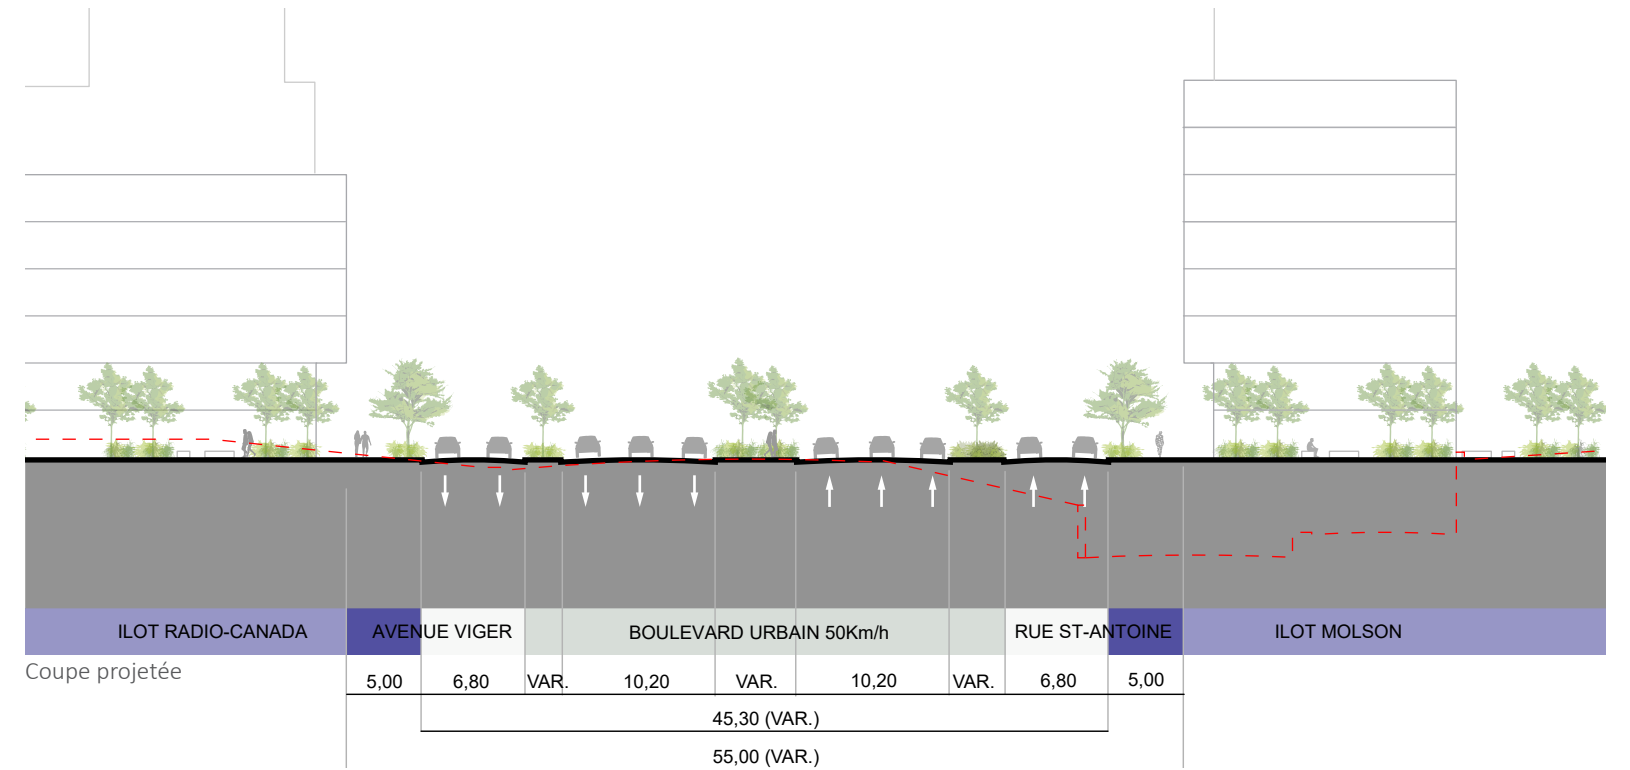 ILOT RADIO-CANADA AVENUE VIGER BOULEVARD URBAIN 50Km/h RUE ST-ANTOINE ILOT MOLSON
Coupe projetée
5,00 6,80 VAR. 10,20 VAR. 10,20 VAR. 6,80 5,00
45,30 (VAR.)
55,00 (VAR.)